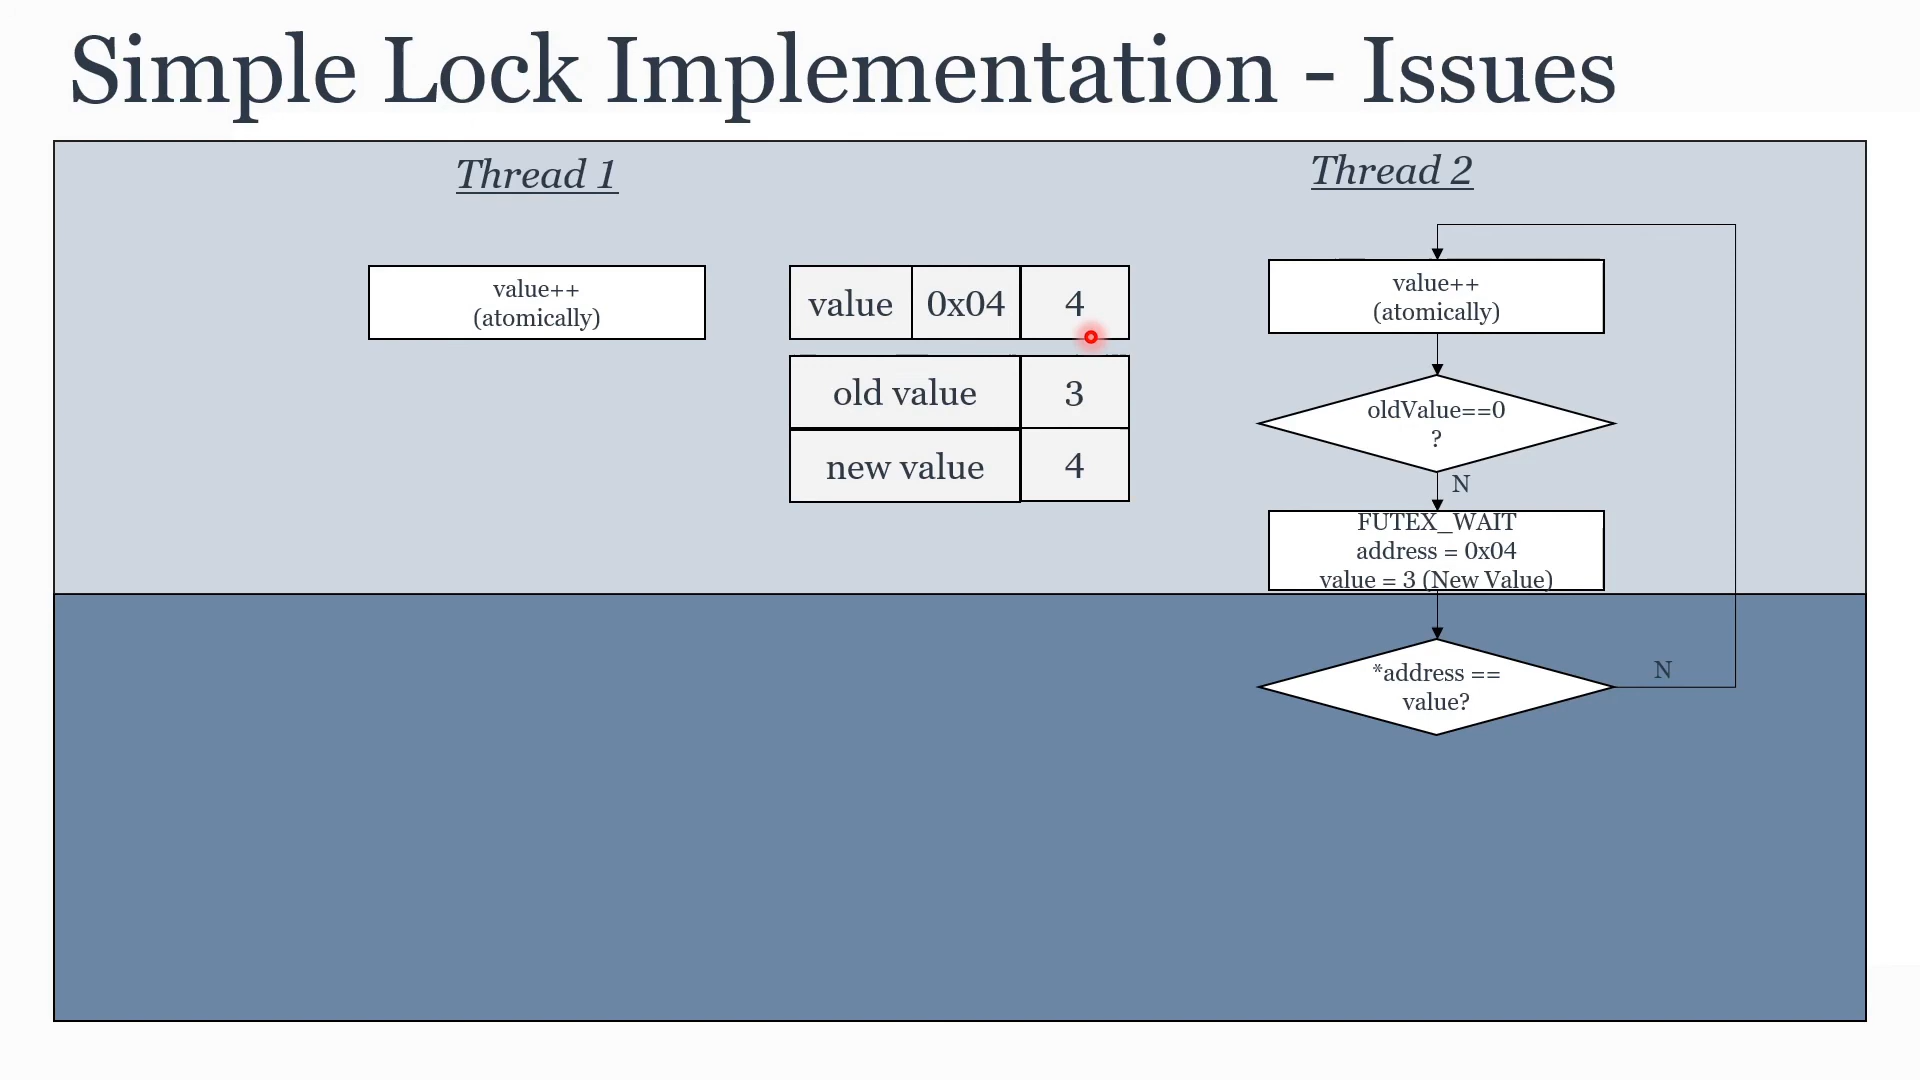 Simple Lock Implementation - Issues
Thread 1
value++
(atomically)
value 0x04 4
old value 3
new value 4
Thread 2
value++
(atomically)
oldValue==0
?
N
FUTEX_WAIT
address = 0x04
value = 3 (New Value)
*address ==
value?
N